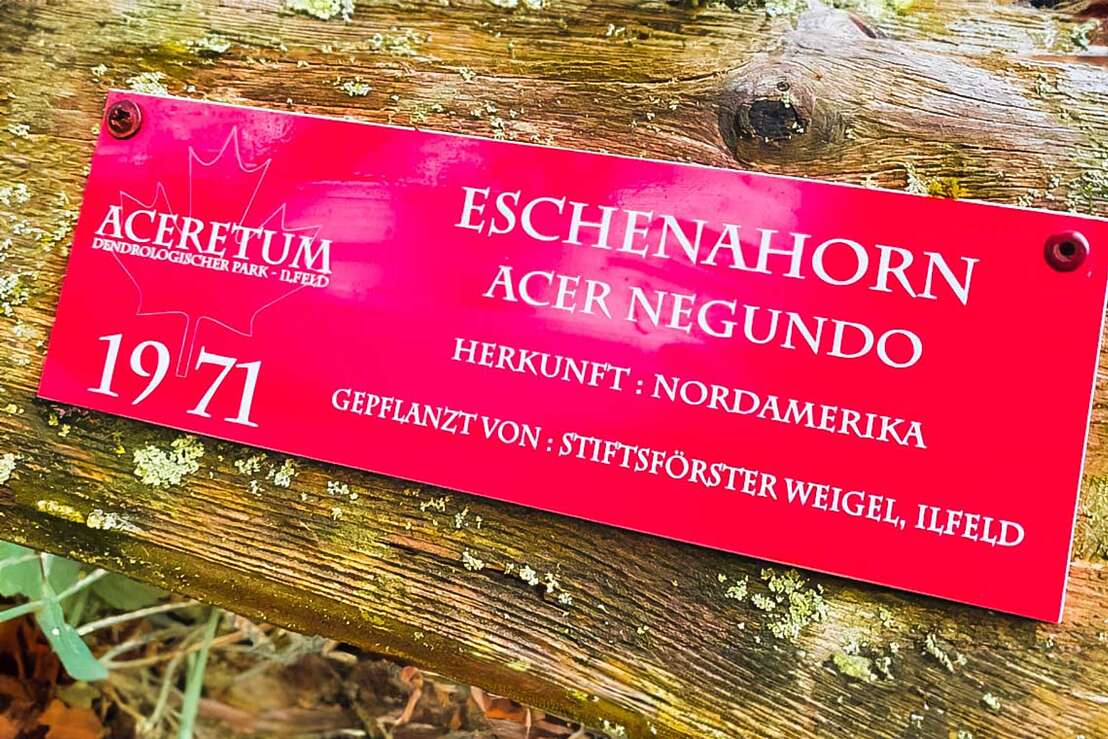 ACERETUM
DENDROLOGISCHER PARK - ILFELD
1971
ESCHENAHORN
ACER NEGUNDO
HERKUNFT : NORDAMERIKA
GEPFLANZT VON : STIFTSFÖRSTER WEIGEL, ILFELD